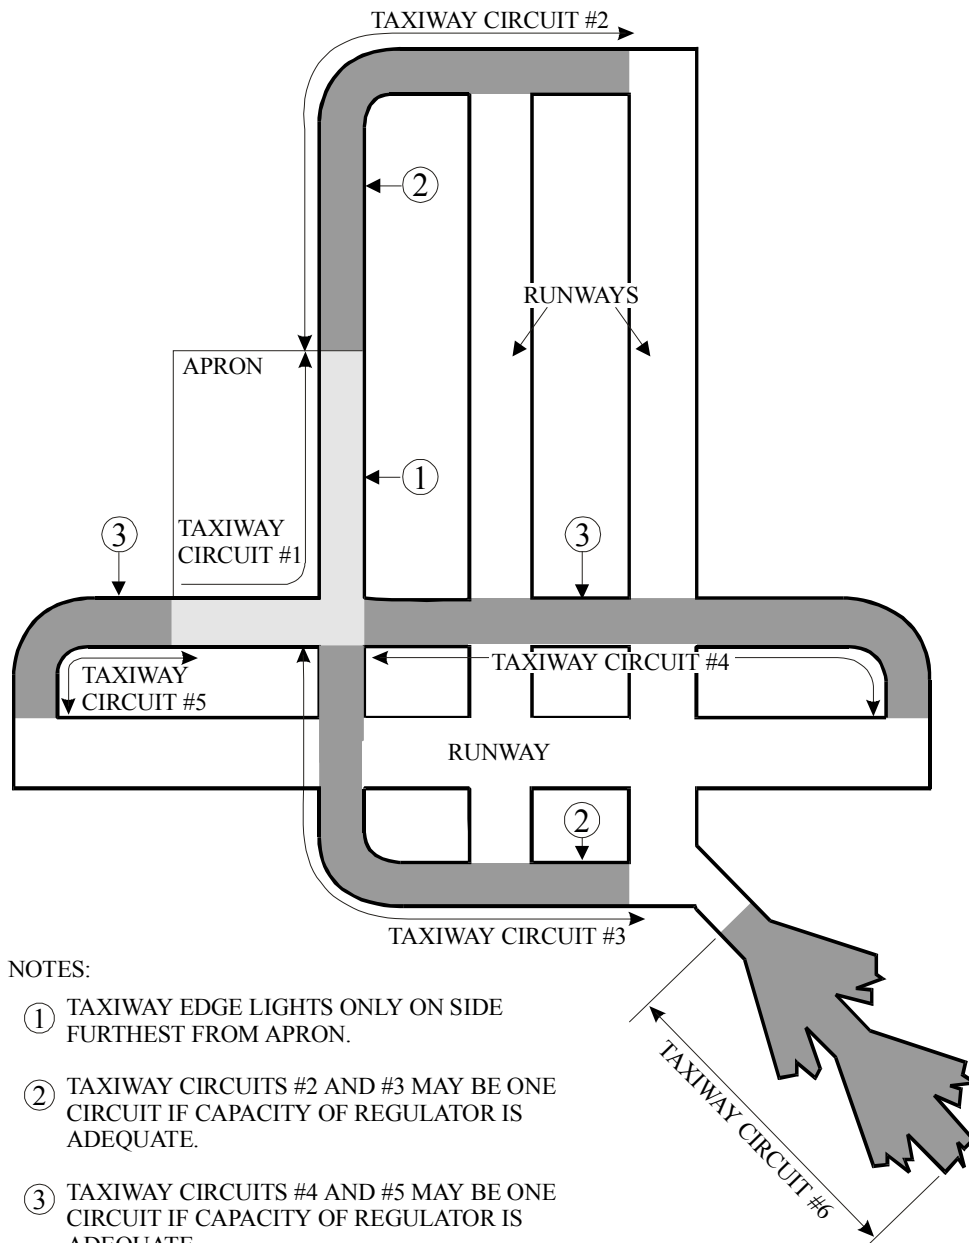 TAXIWAY CIRCUIT #2
2
RUNWAYS
APRON
1
3
TAXIWAY
CIRCUIT #1
3
TAXIWAY
CIRCUIT #5
TAXIWAY CIRCUIT #4
RUNWAY
2
TAXIWAY CIRCUIT #3
TAXIWAY CIRCUIT #6
NOTES:
1 TAXIWAY EDGE LIGHTS ONLY ON SIDE
FURTHEST FROM APRON.
2 TAXIWAY CIRCUITS #2 AND #3 MAY BE ONE
CIRCUIT IF CAPACITY OF REGULATOR IS
ADEQUATE.
3 TAXIWAY CIRCUITS #4 AND #5 MAY BE ONE
CIRCUIT IF CAPACITY OF REGULATOR IS
ADEQUATE